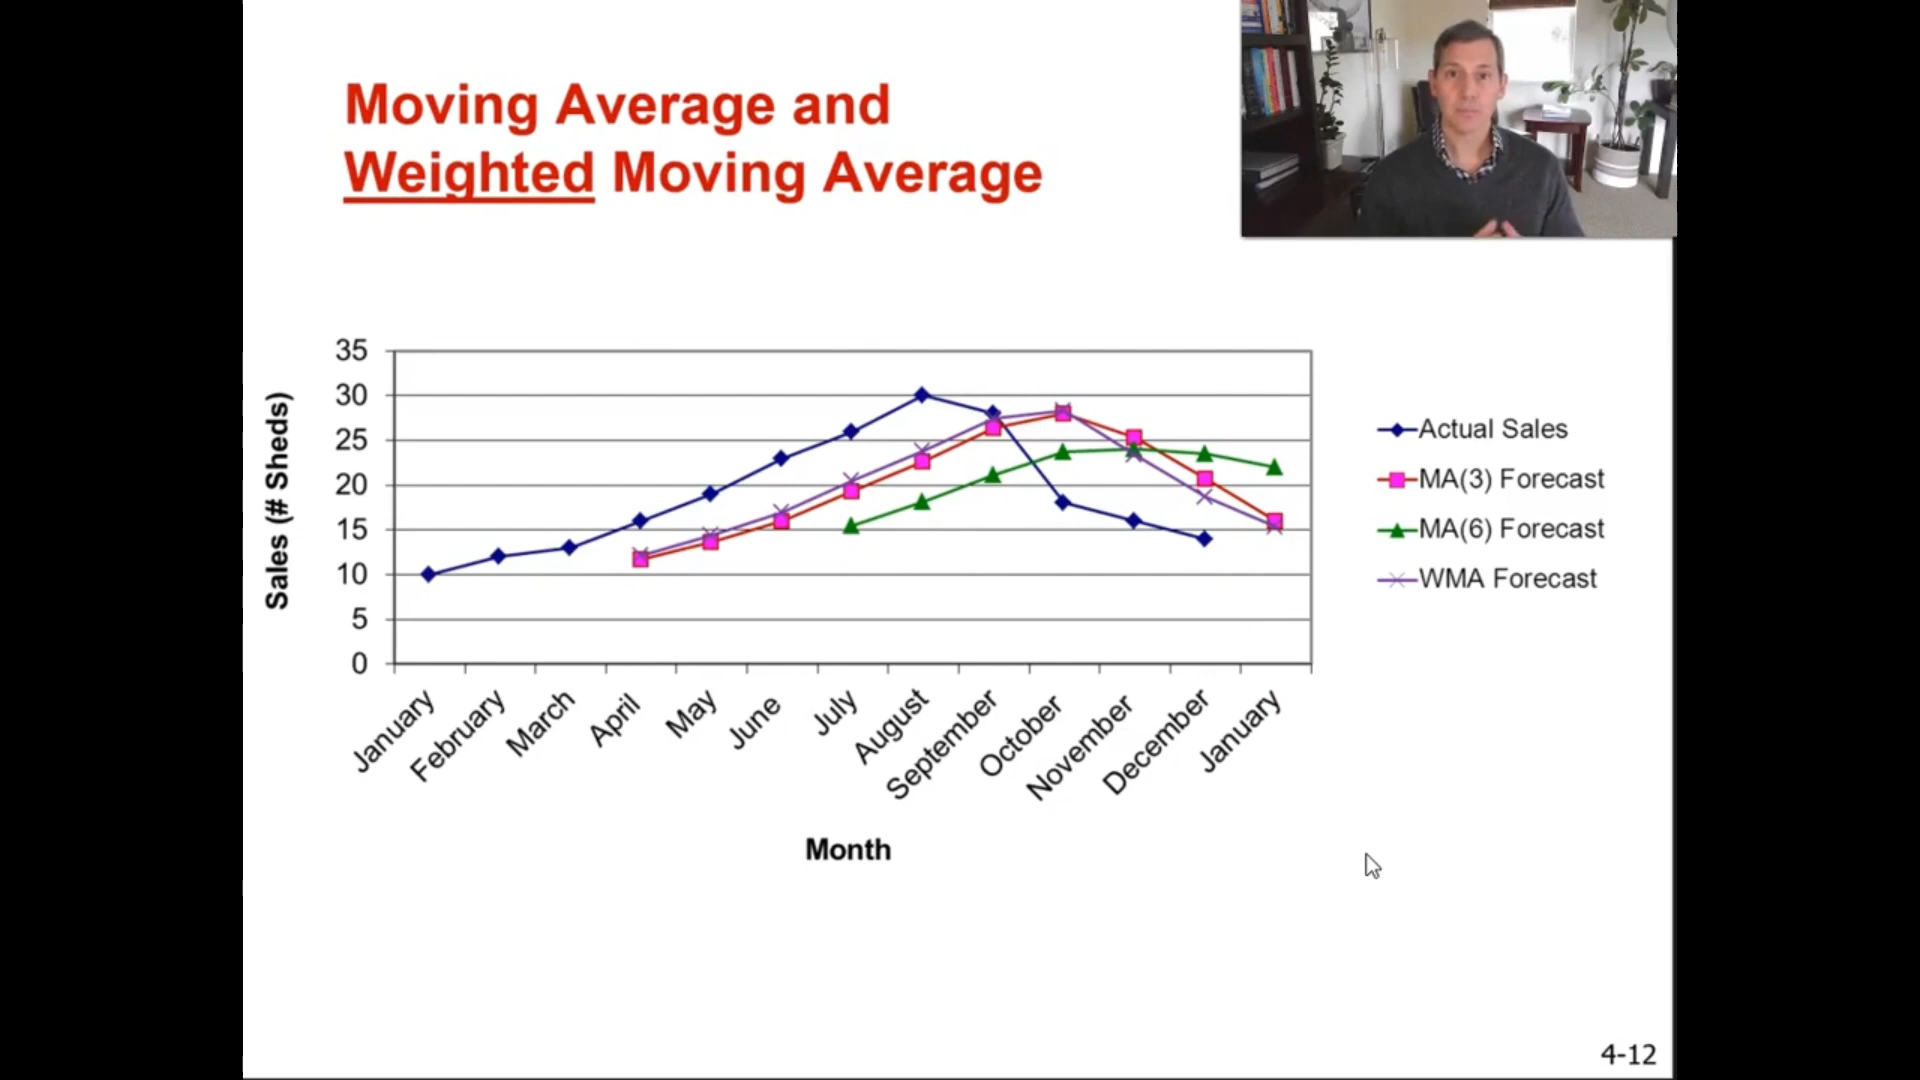 Moving Average and
Weighted Moving Average
Sales (# Sheds)
35
30
25
20
15
10
5
0
January
February
March
April
May
June
July
August
September
October
November
December
January
Month
Actual Sales
MA(3) Forecast
MA(6) Forecast
WMA Forecast
4-12